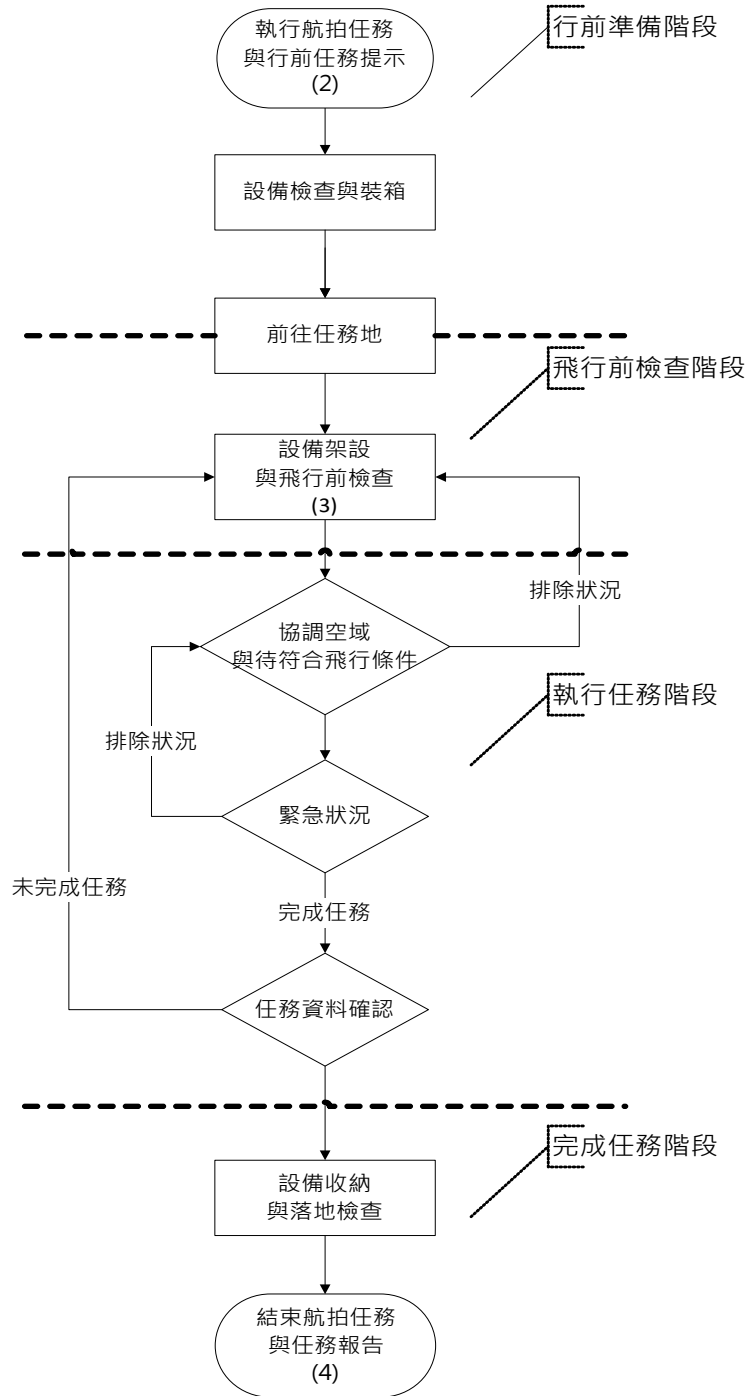 執行航拍任務
與行前任務提示
(2)
行前準備階段
設備檢查與裝箱
前往任務地
飛行前檢查階段
設備架設
與飛行前檢查
(3)
排除狀況
協調空域
與待符合飛行條件
執行任務階段
排除狀況
緊急狀況
未完成任務
完成任務
任務資料確認
完成任務階段
設備收納
與落地檢查
結束航拍任務
與任務報告
(4)